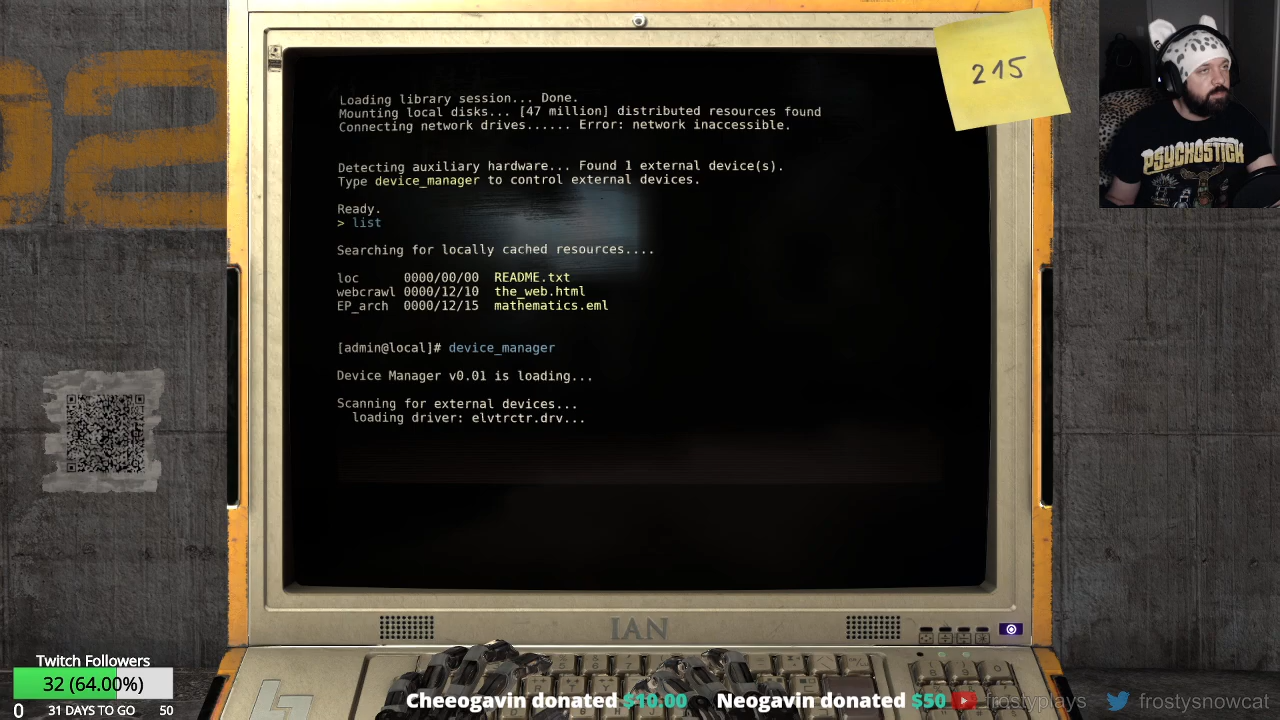 02
215
Loading library session... Done.
Mounting local disks... [47 million] distributed resources found
Connecting network drives...... Error: network inaccessible.
Detecting auxiliary hardware... Found 1 external device(s).
Type device_manager to control external devices.
Ready.
> list
Searching for locally cached resources....
loc 0000/00/00 README.txt
webcrawl 0000/12/10 the_web.html
EP_arch 0000/12/15 mathematics.eml
[admin@local]# device_manager
Device Manager v0.01 is loading...
Scanning for external devices...
loading driver: elvtrctr.drv...
IAN
PSYCHOSTICK
Twitch Followers
32 (64.00%)
0 31 DAYS TO GO 50
Cheeogavin donated $10.00 Neogavin donated $50
frostyplays frostysnowcat